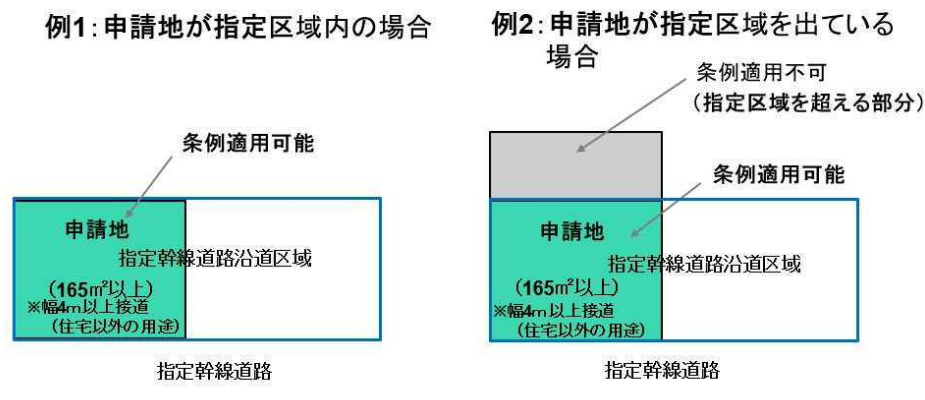 例1：申請地が指定区域内の場合
条例適用可能
申請地
指定幹線道路沿道区域
（165㎡以上）
※幅4ｍ以上接道
（住宅以外の用途）
指定幹線道路
例2：申請地が指定区域を出ている
場合
条例適用不可
（指定区域を超える部分）
条例適用可能
申請地
指定幹線道路沿道区域
（165㎡以上）
※幅4ｍ以上接道
（住宅以外の用途）
指定幹線道路